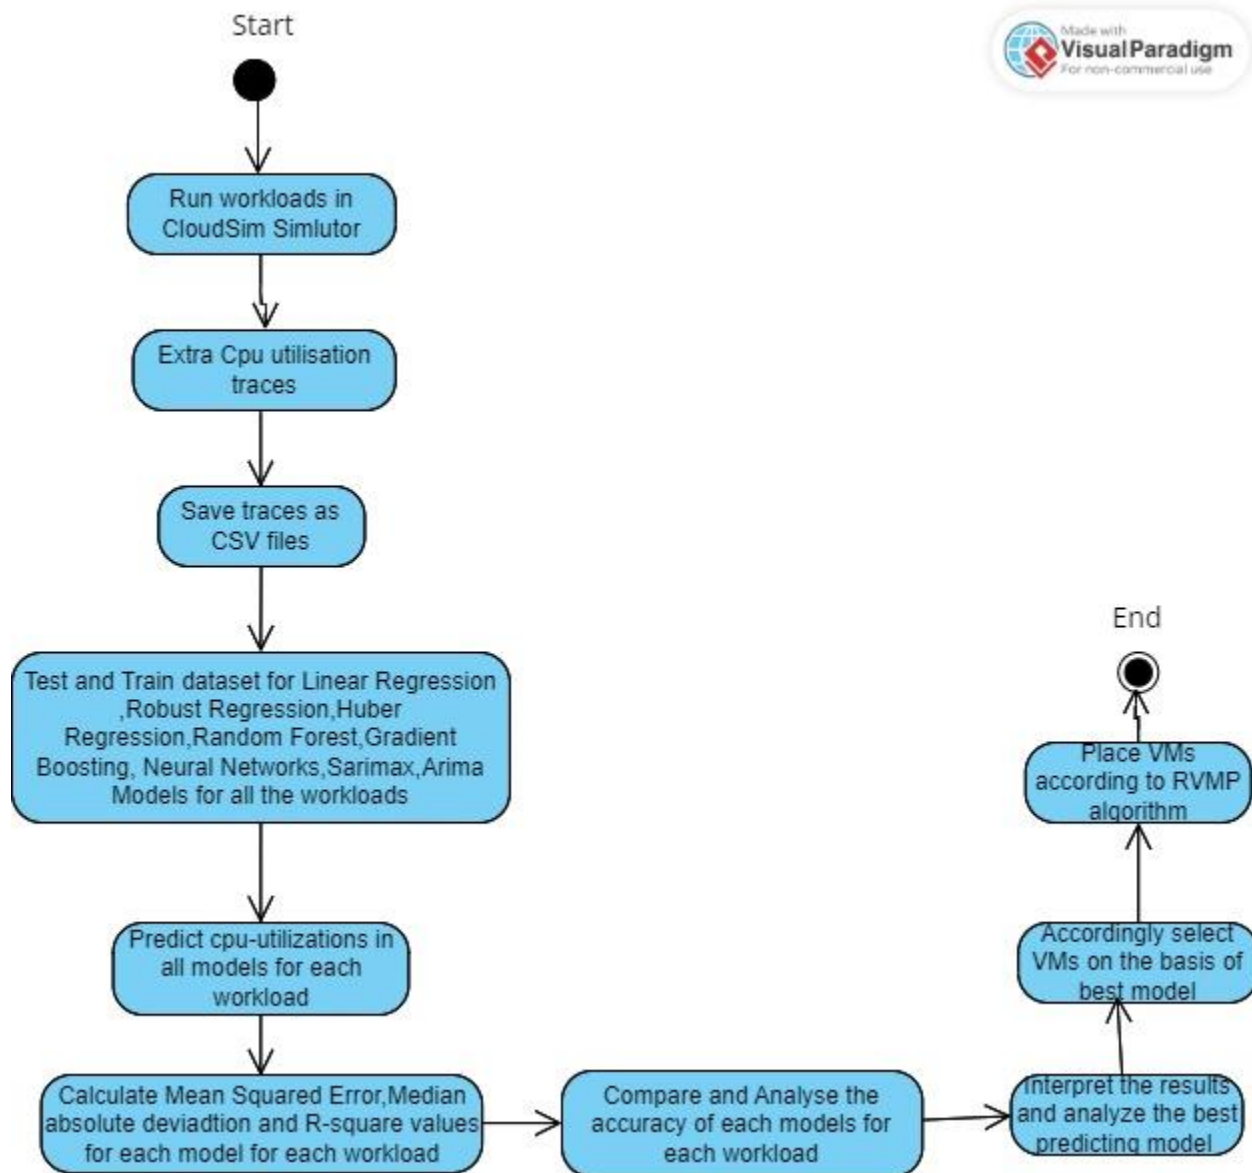 Start
Made with
Visual Paradigm
For non-commercial use
Run workloads in
CloudSim Simlutor
Extra Cpu utilisation
traces
Save traces as
CSV files
Test and Train dataset for Linear Regression
,Robust Regression,Huber
Regression,Random Forest,Gradient
Boosting, Neural Networks,Sarimax,Arima
Models for all the workloads
Predict cpu-utilizations in
all models for each
workload
Calculate Mean Squared Error,Median
absolute deviadtion and R-square values
for each model for each workload
Compare and Analyse the
accuracy of each models for
each workload
Interpret the results
and analyze the best
predicting model
Accordingly select
VMs on the basis of
best model
Place VMs
according to RVMP
algorithm
End